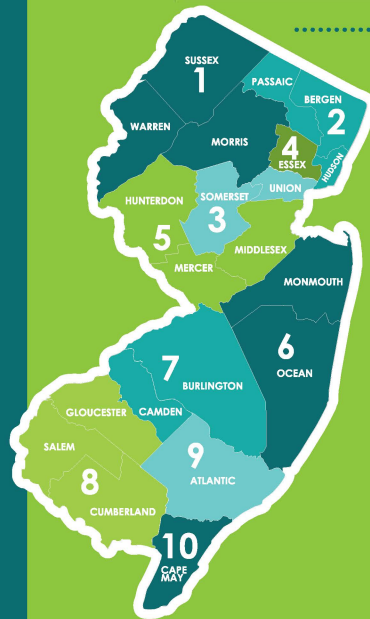 SUSSEX
1
PASSAIC
BERGEN
2
WARREN
MORRIS
4
ESSEX
HUDSON
UNION
HUNTERDON
SOMERSET
3
5
MIDDLESEX
MERCER
MONMOUTH
6
OCEAN
7
BURLINGTON
GLOUCESTER
CAMDEN
SALEM
9
ATLANTIC
8
CUMBERLAND
10
CAPE
MAY